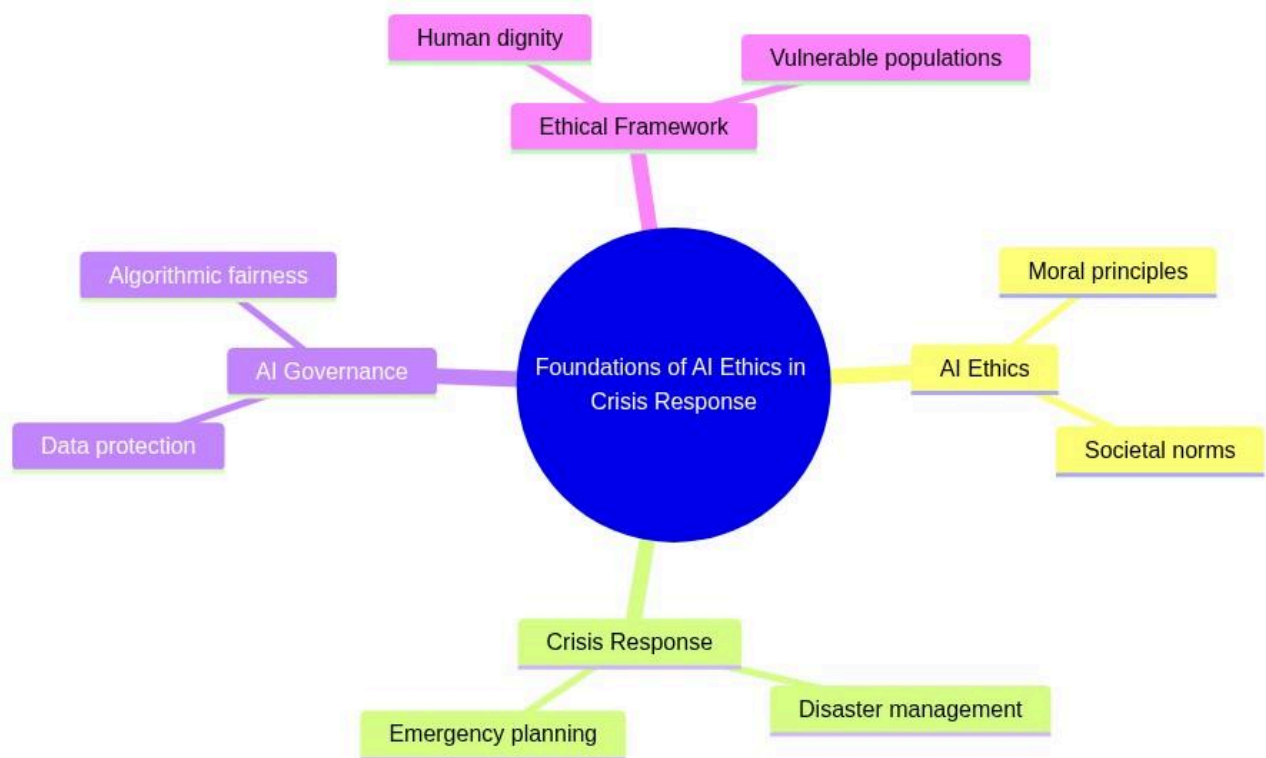 Human dignity
Vulnerable populations
Ethical Framework
Algorithmic fairness
Moral principles
AI Governance
Foundations of AI Ethics in
Crisis Response
AI Ethics
Data protection
Societal norms
Crisis Response
Disaster management
Emergency planning